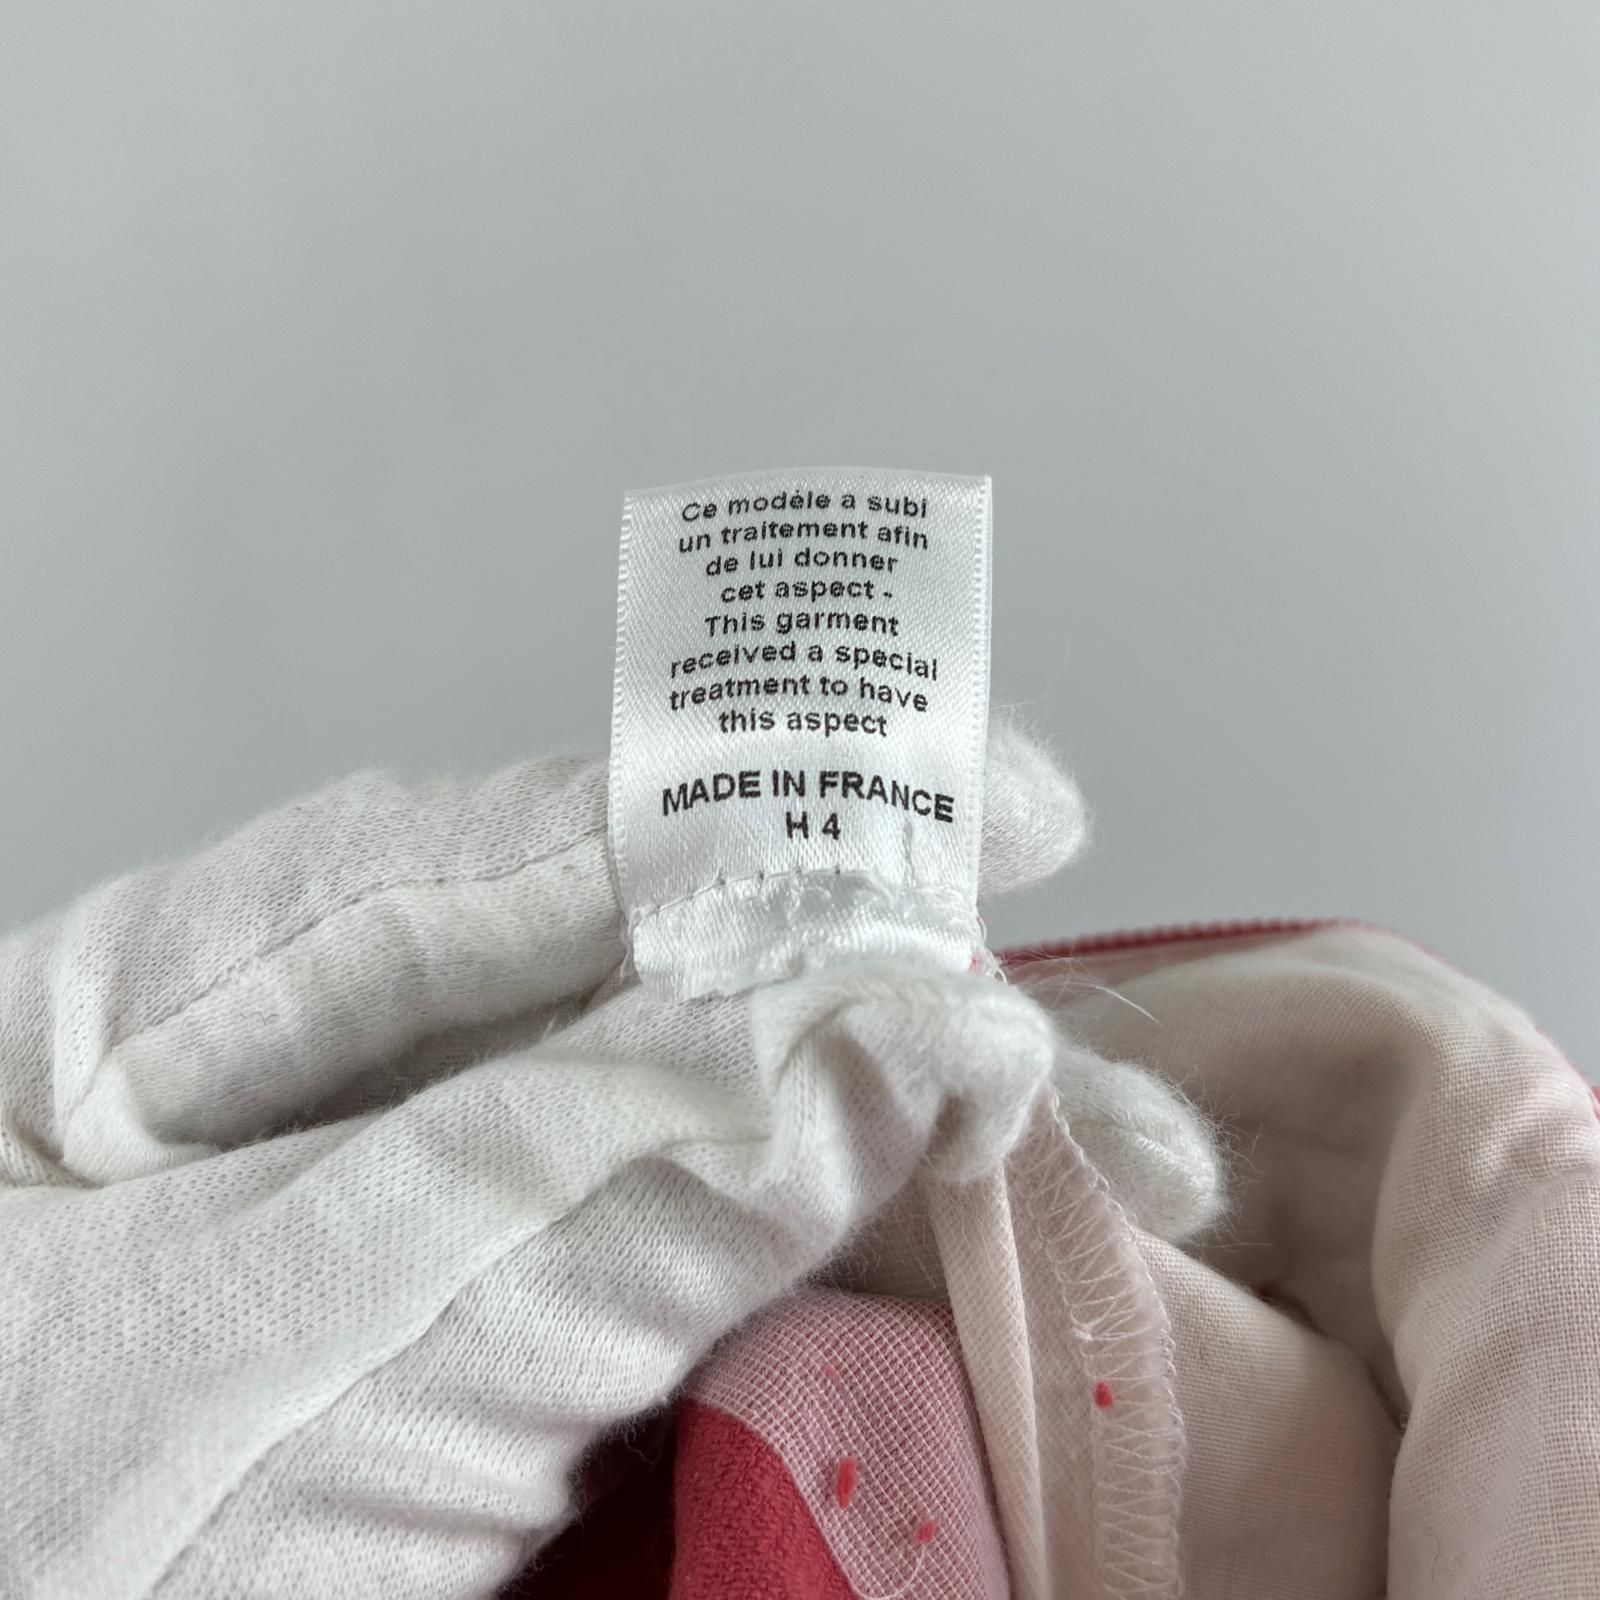 Ce modèle a subi
un traitement afin
de lui donner
cet aspect -
This garment
received a special
treatment to have
this aspect
MADE IN FRANCE
H 4